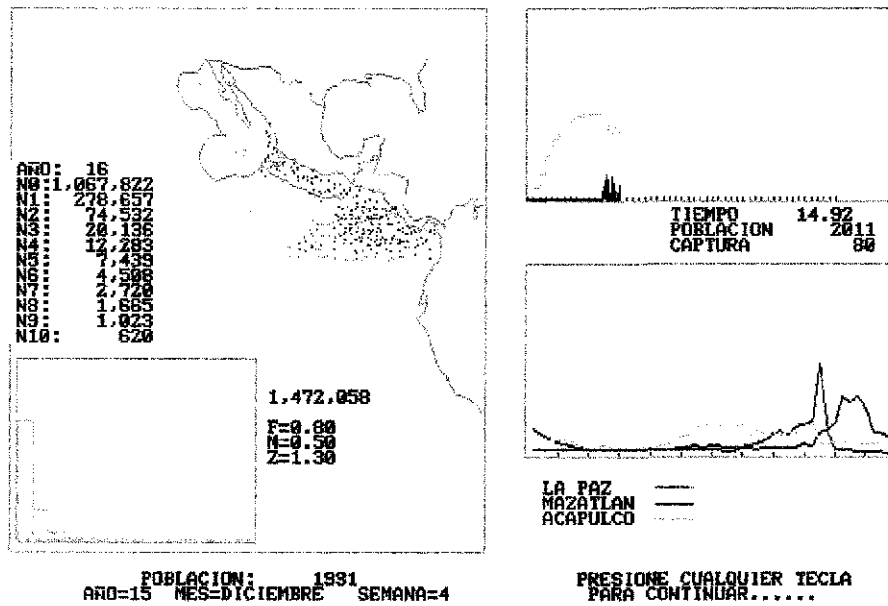 AÑO: 16
N0:1,067,822
N1: 278,657
N2: 74,532
N3: 20,136
N4: 12,283
N5: 7,439
N6: 4,508
N7: 2,720
N8: 1,665
N9: 1,023
N10: 620
1,472,058
F=0.80
M=0.50
Z=1.30
POBLACION: 1991
AÑO=15 MES=DICIEMBRE SEMANA=4
TIEMPO 14.92
POBLACION 2011
CAPTURA 80
LA PAZ
MAZATLAN
ACAPULCO
PRESIONE CUALQUIER TECLA
PARA CONTINUAR......